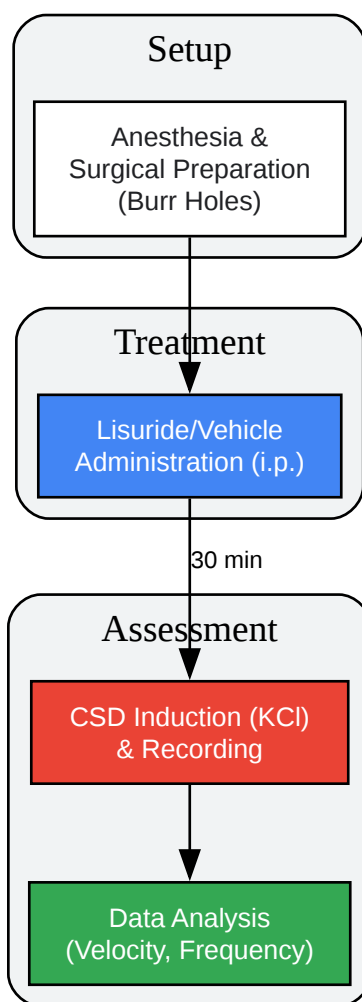 Setup
Anesthesia &
Surgical Preparation
(Burr Holes)
Treatment
Lisuride/Vehicle
Administration (i.p.)
30 min
Assessment
CSD Induction (KCl)
& Recording
Data Analysis
(Velocity, Frequency)